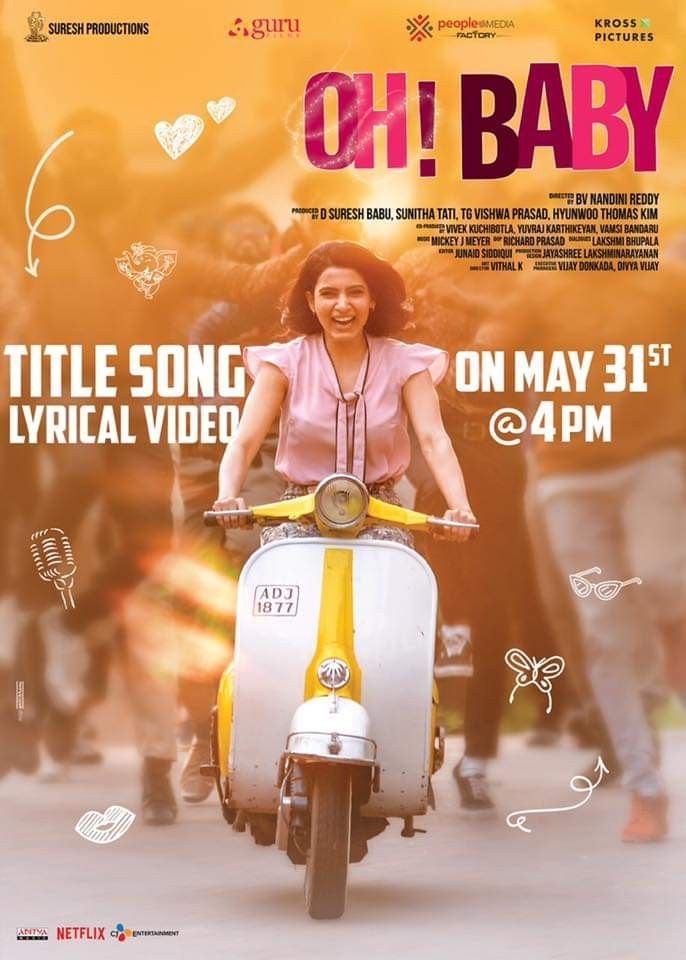 SURESH PRODUCTIONS
guru
FILMS
people MEDIA
FACTORY
KROSS
PICTURES
OH! BABY
DIRECTED BY BV NANDINI REDDY
PRODUCED BY D SURESH BABU, SUNITHA TATI, TG VISHWA PRASAD, HYUNWOO THOMAS KIM
CO-PRODUCED BY VIVEK KUCHIBOTLA, YUVRAJ KARTHIKEYAN, VAMSI BANDARU
MUSIC MICKEY J MEYER DOP RICHARD PRASAD DIALOGUES LAKSHMI BHUPALA
EDITOR JUNAID SIDDIQUI PRODUCTION DESIGN JAYASHREE LAKSHMINARAYANAN
ART DIRECTOR VITHAL K EXECUTIVE PRODUCERS VIJAY DONKADA, DIVYA VIJAY
TITLE SONG ON MAY 31ST
LYRICAL VIDEO @4PM
ADJ
1877
ADITYA
MUSIC
NETFLIX
CJ ENTERTAINMENT